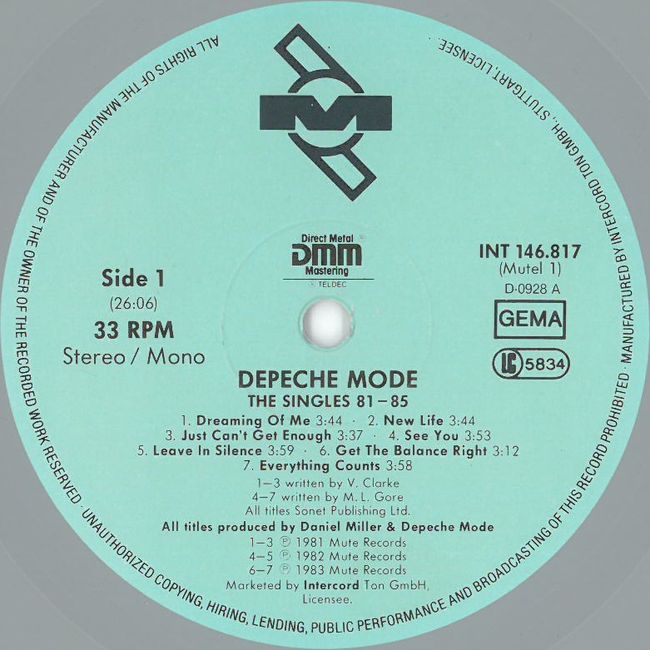 ALL RIGHTS OF THE MANUFACTURER AND OF THE OWNER OF THE RECORDED WORK RESERVED · UNAUTHORIZED COPYING, HIRING, LENDING, PUBLIC PERFORMANCE AND BROADCASTING OF THIS RECORD PROHIBITED · MANUFACTURED BY INTERCORD TON GMBH., STUTTGART, LICENSEE.
M
Direct Metal
DMM
Mastering
TELDEC
Side 1
(26:06)
33 RPM
Stereo / Mono
INT 146.817
(Mutel 1)
D-0928 A
GEMA
LC 5834
DEPECHE MODE
THE SINGLES 81–85
1. Dreaming Of Me 3:44 · 2. New Life 3:44
3. Just Can't Get Enough 3:37 · 4. See You 3:53
5. Leave In Silence 3:59 · 6. Get The Balance Right 3:12
7. Everything Counts 3:58
1–3 written by V. Clarke
4–7 written by M. L. Gore
All titles Sonet Publishing Ltd.
All titles produced by Daniel Miller & Depeche Mode
1–3 ℗ 1981 Mute Records
4–5 ℗ 1982 Mute Records
6–7 ℗ 1983 Mute Records
Marketed by Intercord Ton GmbH,
Licensee.